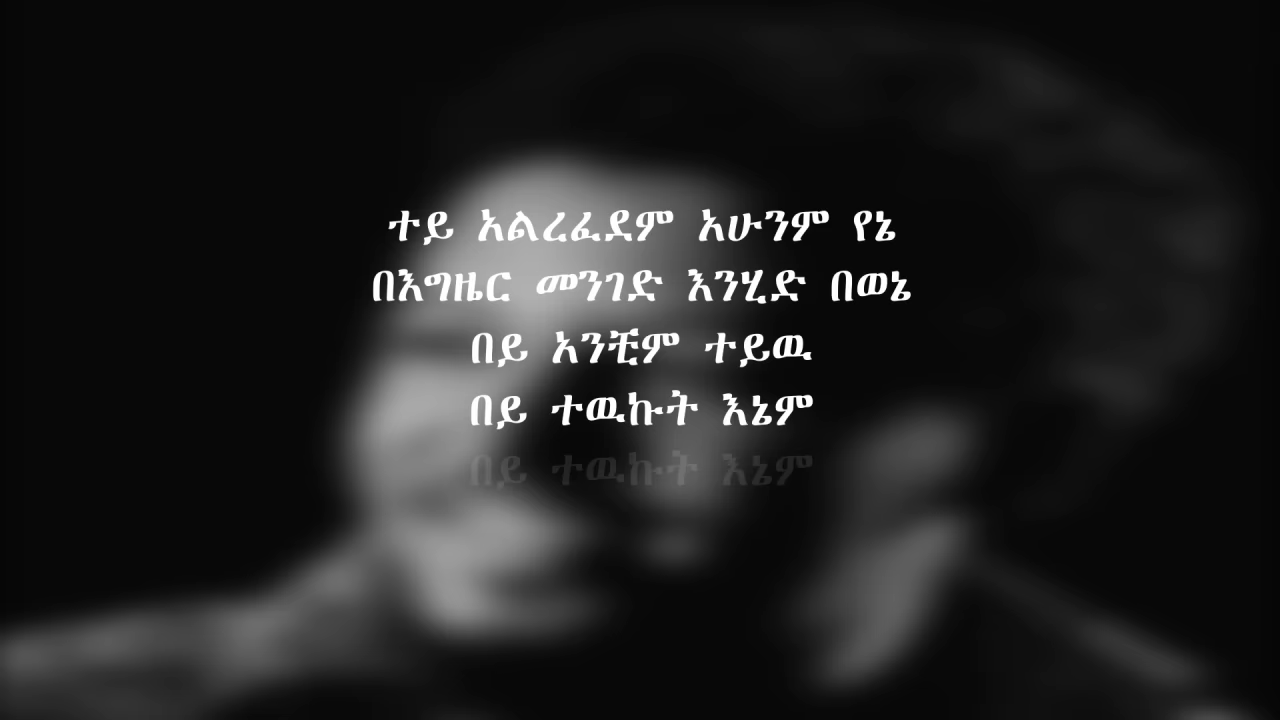 ተይ አልረፈደም አሁንም የኔ
በእግዜር መንገድ እንሂድ በወኔ
በይ አንቺም ተይዉ
በይ ተዉኩት እኔም
በይ ተዉኩት እኔም